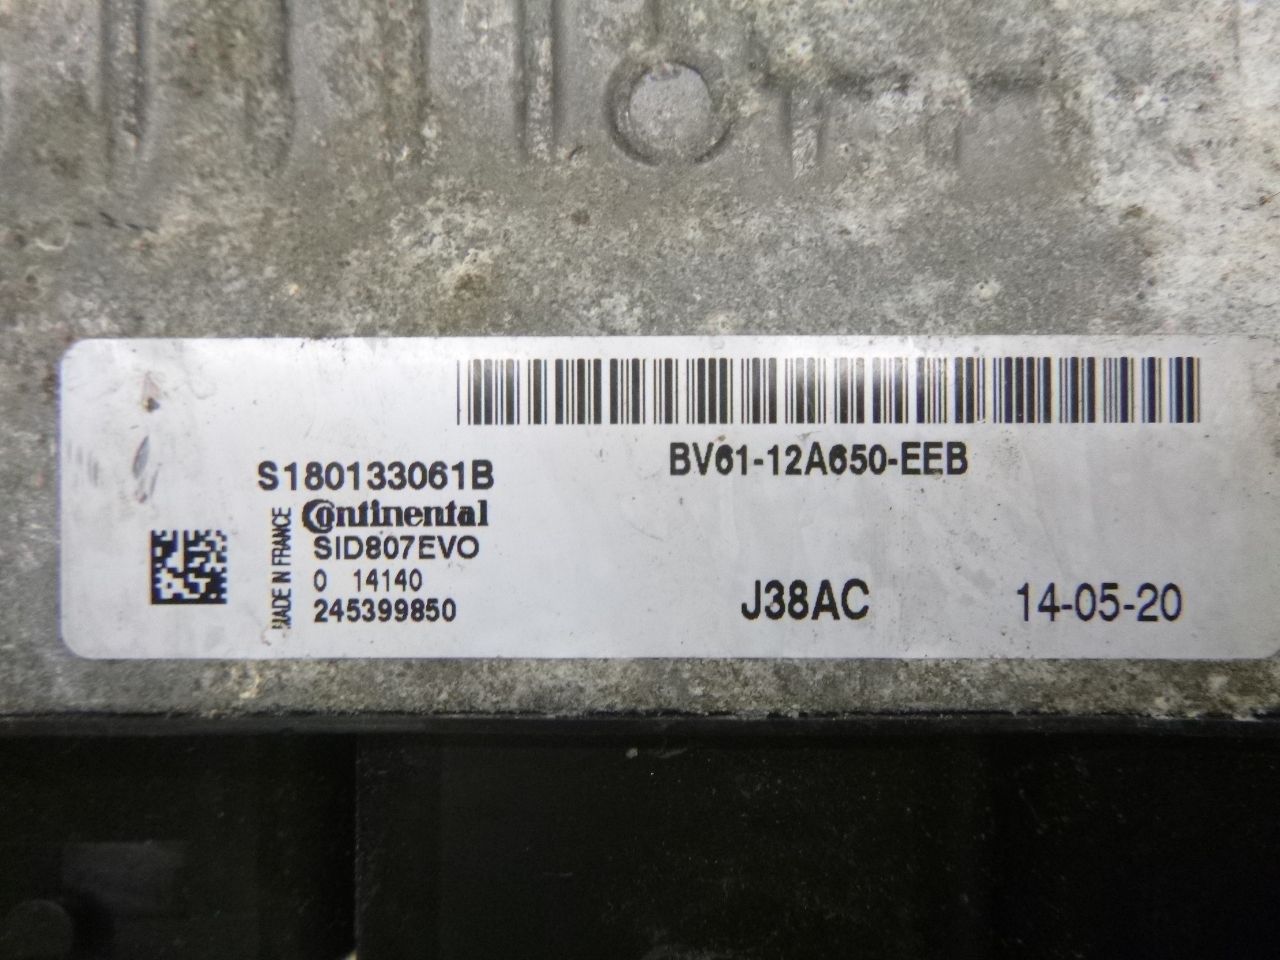 BV61-12A650-EEB
S180133061B
Continental
SID807EVO
MADE IN FRANCE
0 14140
245399850
J38AC
14-05-20